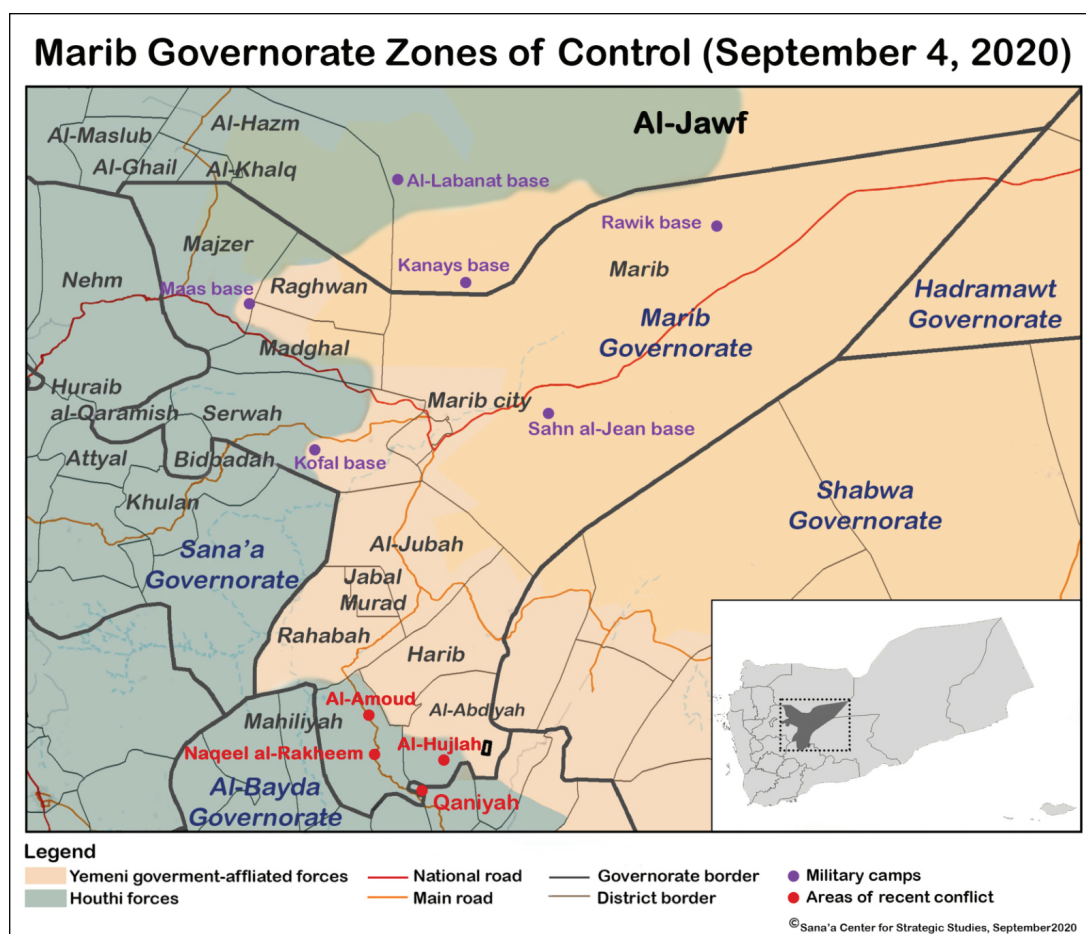 Marib Governorate Zones of Control (September 4, 2020)
Al-Jawf
Al-Hazm
Al-Maslub
Al-Ghail
Al-Khalq
Al-Labanat base
Rawik base
Majzer
Kanays base
Marib
Nehm
Raghwan
Maas base
Hadramawt
Governorate
Marib
Governorate
Madghal
Huraib
al-Qaramish
Serwah
Marib city
Sahn al-Jean base
Attyal
Bidbadah
Kofal base
Khulan
Shabwa
Governorate
Sana'a
Governorate
Al-Jubah
Jabal
Murad
Rahabah
Harib
Al-Amoud
Al-Abdiyah
Mahiliyah
Naqeel al-Rakheem
Al-Hujlah
Al-Bayda
Governorate
Qaniyah
Legend
Yemeni goverment-affliated forces
Houthi forces
National road
Main road
Governorate border
District border
Military camps
Areas of recent conflict
©Sana'a Center for Strategic Studies, September2020